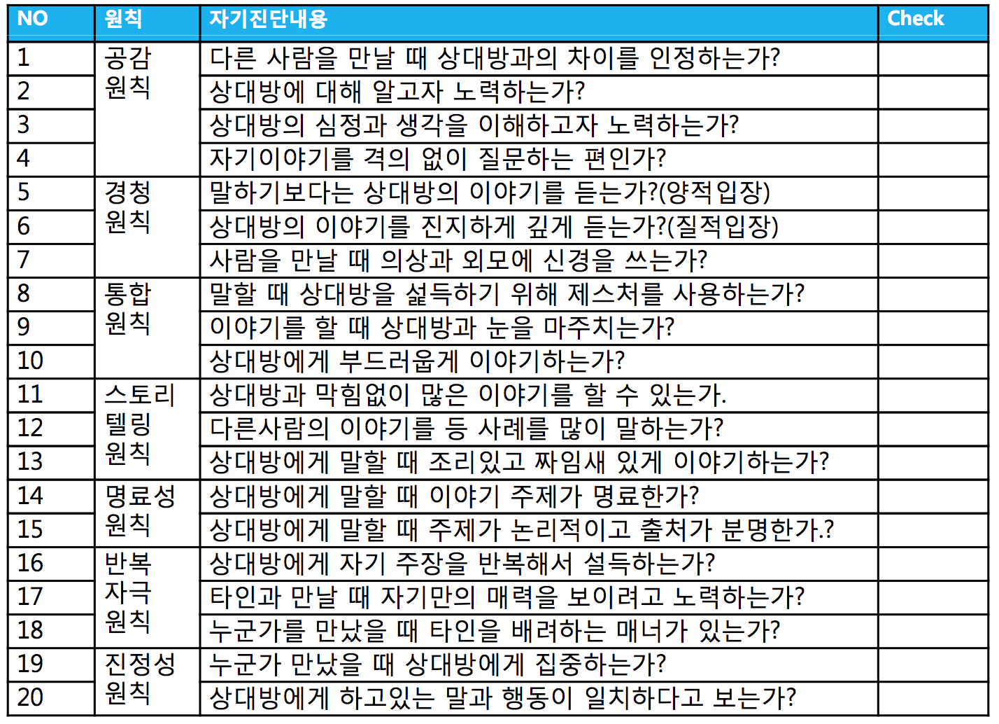 NO 원칙 자기진단내용 Check
1 공감 다른 사람을 만날 때 상대방과의 차이를 인정하는가?
원칙
2 상대방에 대해 알고자 노력하는가?
3 상대방의 심정과 생각을 이해하고자 노력하는가?
4 자기이야기를 격의 없이 질문하는 편인가?
5 경청 말하기보다는 상대방의 이야기를 듣는가?(양적입장)
원칙
6 상대방의 이야기를 진지하게 깊게 듣는가?(질적입장)
7 사람을 만날 때 의상과 외모에 신경을 쓰는가?
8 통합 말할 때 상대방을 섧득하기 위해 제스처를 사용하는가?
원칙
9 이야기를 할 때 상대방과 눈을 마주치는가?
10 상대방에게 부드러웁게 이야기하는가?
11 스토리 상대방과 막힘없이 많은 이야기를 할 수 있는가.
텔링
12 다른사람의 이야기를 등 사례를 많이 말하는가?
원칙
13 상대방에게 말할 때 조리있고 짜임새 있게 이야기하는가?
14 명료성 상대방에게 말할 때 이야기 주제가 명료한가?
원칙
15 상대방에게 말할 때 주제가 논리적이고 출처가 분명한가.?
16 반복 상대방에게 자기 주장을 반복해서 설득하는가?
자극
17 타인과 만날 때 자기만의 매력을 보이려고 노력하는가?
원칙
18 누군가를 만났을 때 타인을 배려하는 매너가 있는가?
19 진정성 누군가 만났을 때 상대방에게 집중하는가?
원칙
20 상대방에게 하고있는 말과 행동이 일치하다고 보는가?